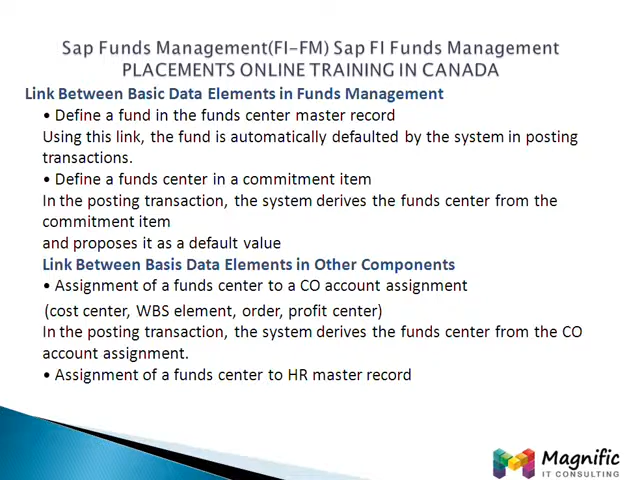 Sap Funds Management(FI-FM) Sap FI Funds Management
PLACEMENTS ONLINE TRAINING IN CANADA
Link Between Basic Data Elements in Funds Management
• Define a fund in the funds center master record
Using this link, the fund is automatically defaulted by the system in posting
transactions.
• Define a funds center in a commitment item
In the posting transaction, the system derives the funds center from the
commitment item
and proposes it as a default value
Link Between Basis Data Elements in Other Components
• Assignment of a funds center to a CO account assignment
(cost center, WBS element, order, profit center)
In the posting transaction, the system derives the funds center from the CO
account assignment.
• Assignment of a funds center to HR master record
Magnific
IT CONSULTING